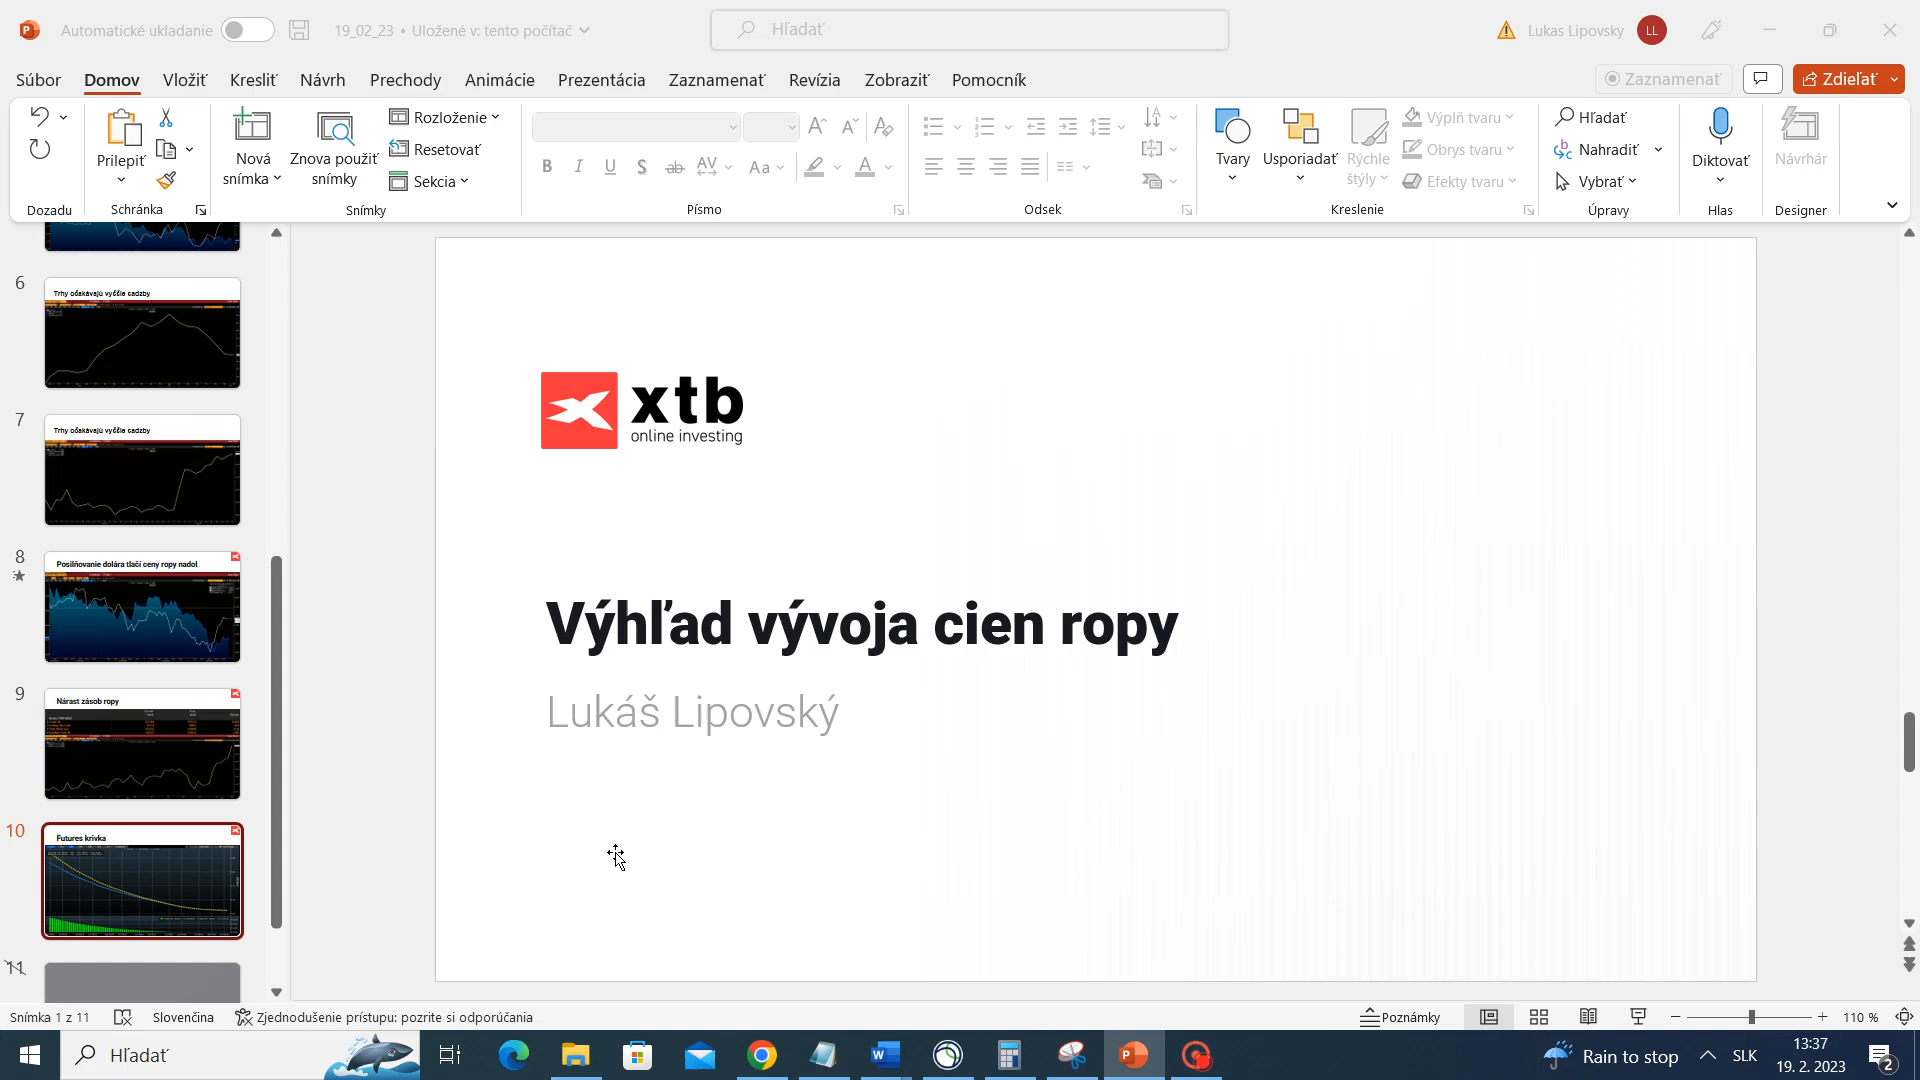 Automatické ukladanie
19_02_23 • Uložené v: tento počítač
Hľadať
Lukas Lipovsky
LL
Súbor Domov Vložiť Kresliť Návrh Prechody Animácie Prezentácia Zaznamenať Revízia Zobraziť Pomocník
Zaznamenať
Zdieľať
Dozadu
Prilepiť
Schránka
Nová snímka
Znova použiť snímky
Rozloženie
Resetovať
Sekcia
Snímky
Písmo
Odsek
Tvary
Usporiadať
Rýchle štýly
Výplň tvaru
Obrys tvaru
Efekty tvaru
Kreslenie
Hľadať
Nahradiť
Vybrať
Úpravy
Diktovať
Hlas
Návrhár
Designer
6
Trhy očakávajú vyššie sadzby
7
Trhy očakávajú vyššie sadzby
8
Posilňovanie dolára tlačí ceny ropy nadol
9
Nárast zásob ropy
10
Futures krivka
11
xtb
online investing
Výhľad vývoja cien ropy
Lukáš Lipovský
Snímka 1 z 11
Slovenčina
Zjednodušenie prístupu: pozrite si odporúčania
Poznámky
110 %
Hľadať
Rain to stop
SLK
13:37
19. 2. 2023
2